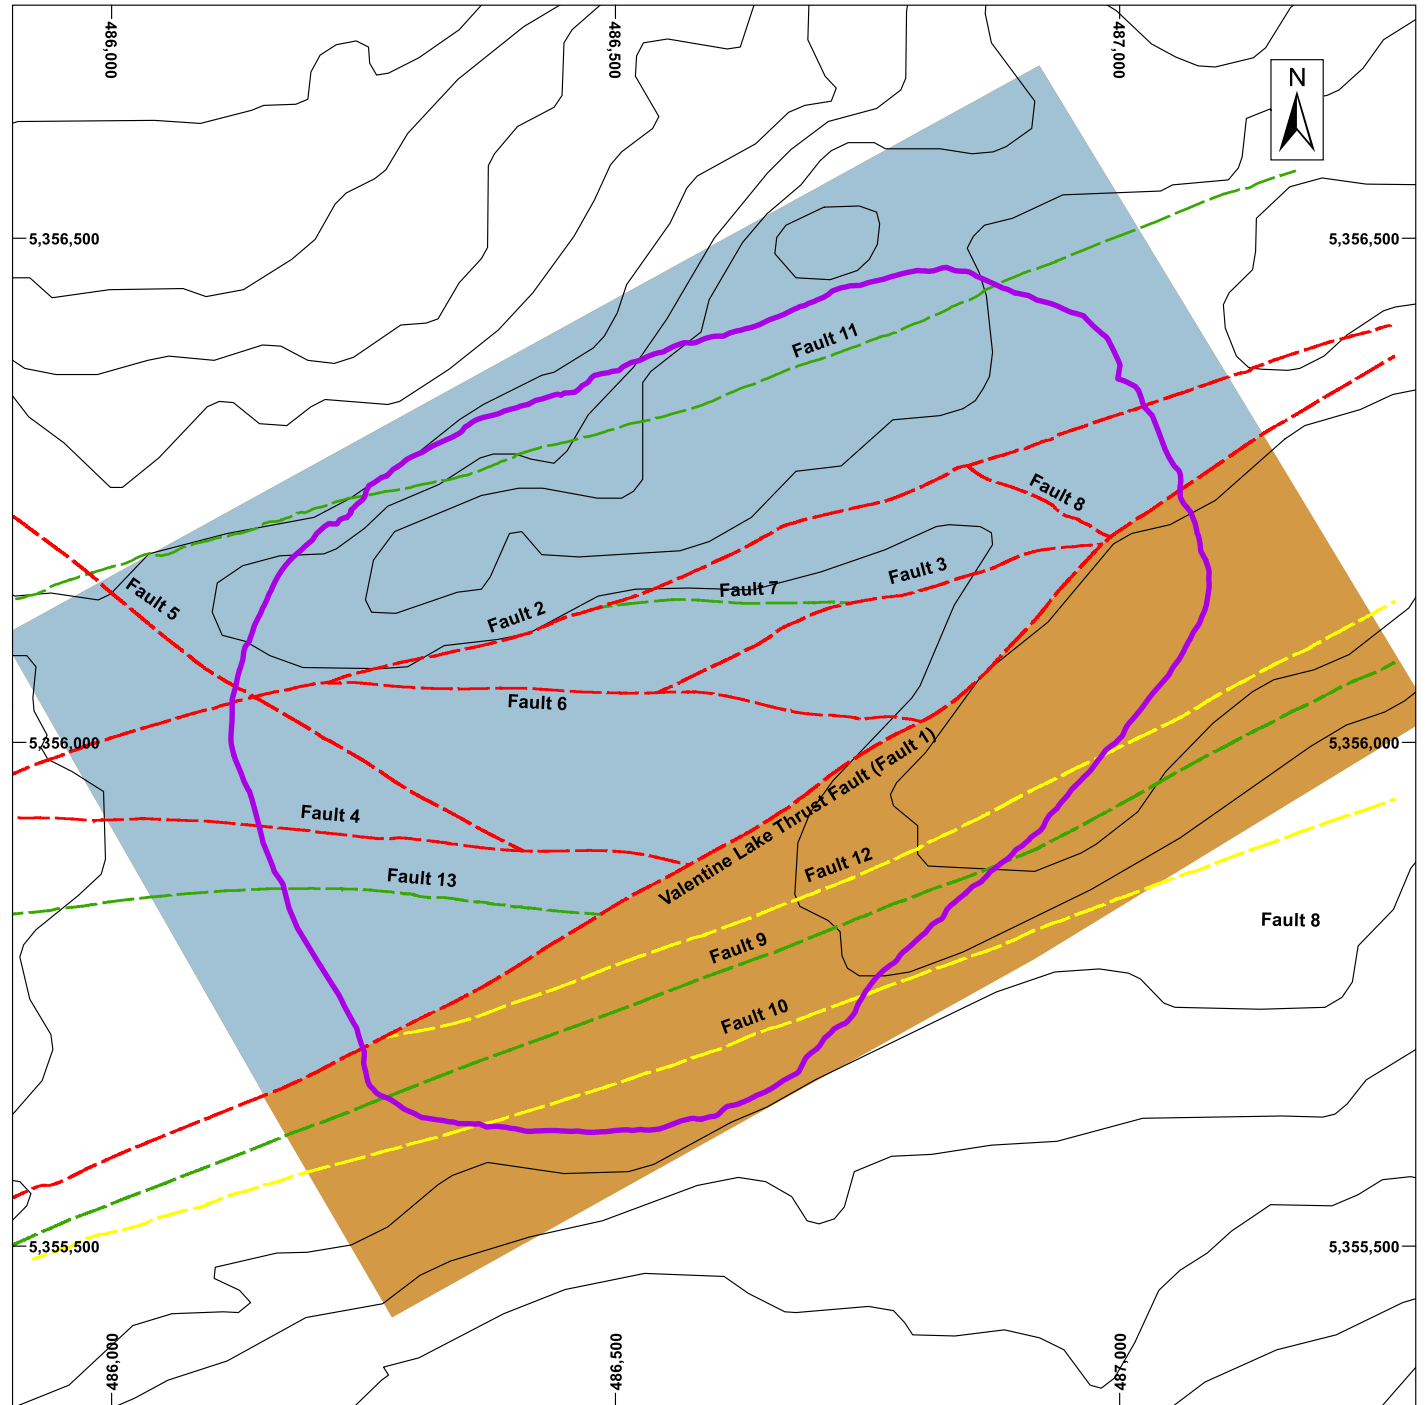 486,000
486,500
487,000
N
5,356,500
5,356,500
Fault 11
Fault 8
Fault 5
Fault 3
Fault 7
Fault 2
Fault 6
5,356,000
5,356,000
Valentine Lake Thrust Fault (Fault 1)
Fault 4
Fault 12
Fault 13
Fault 9
Fault 8
Fault 10
5,355,500
5,355,500
486,000
486,500
487,000